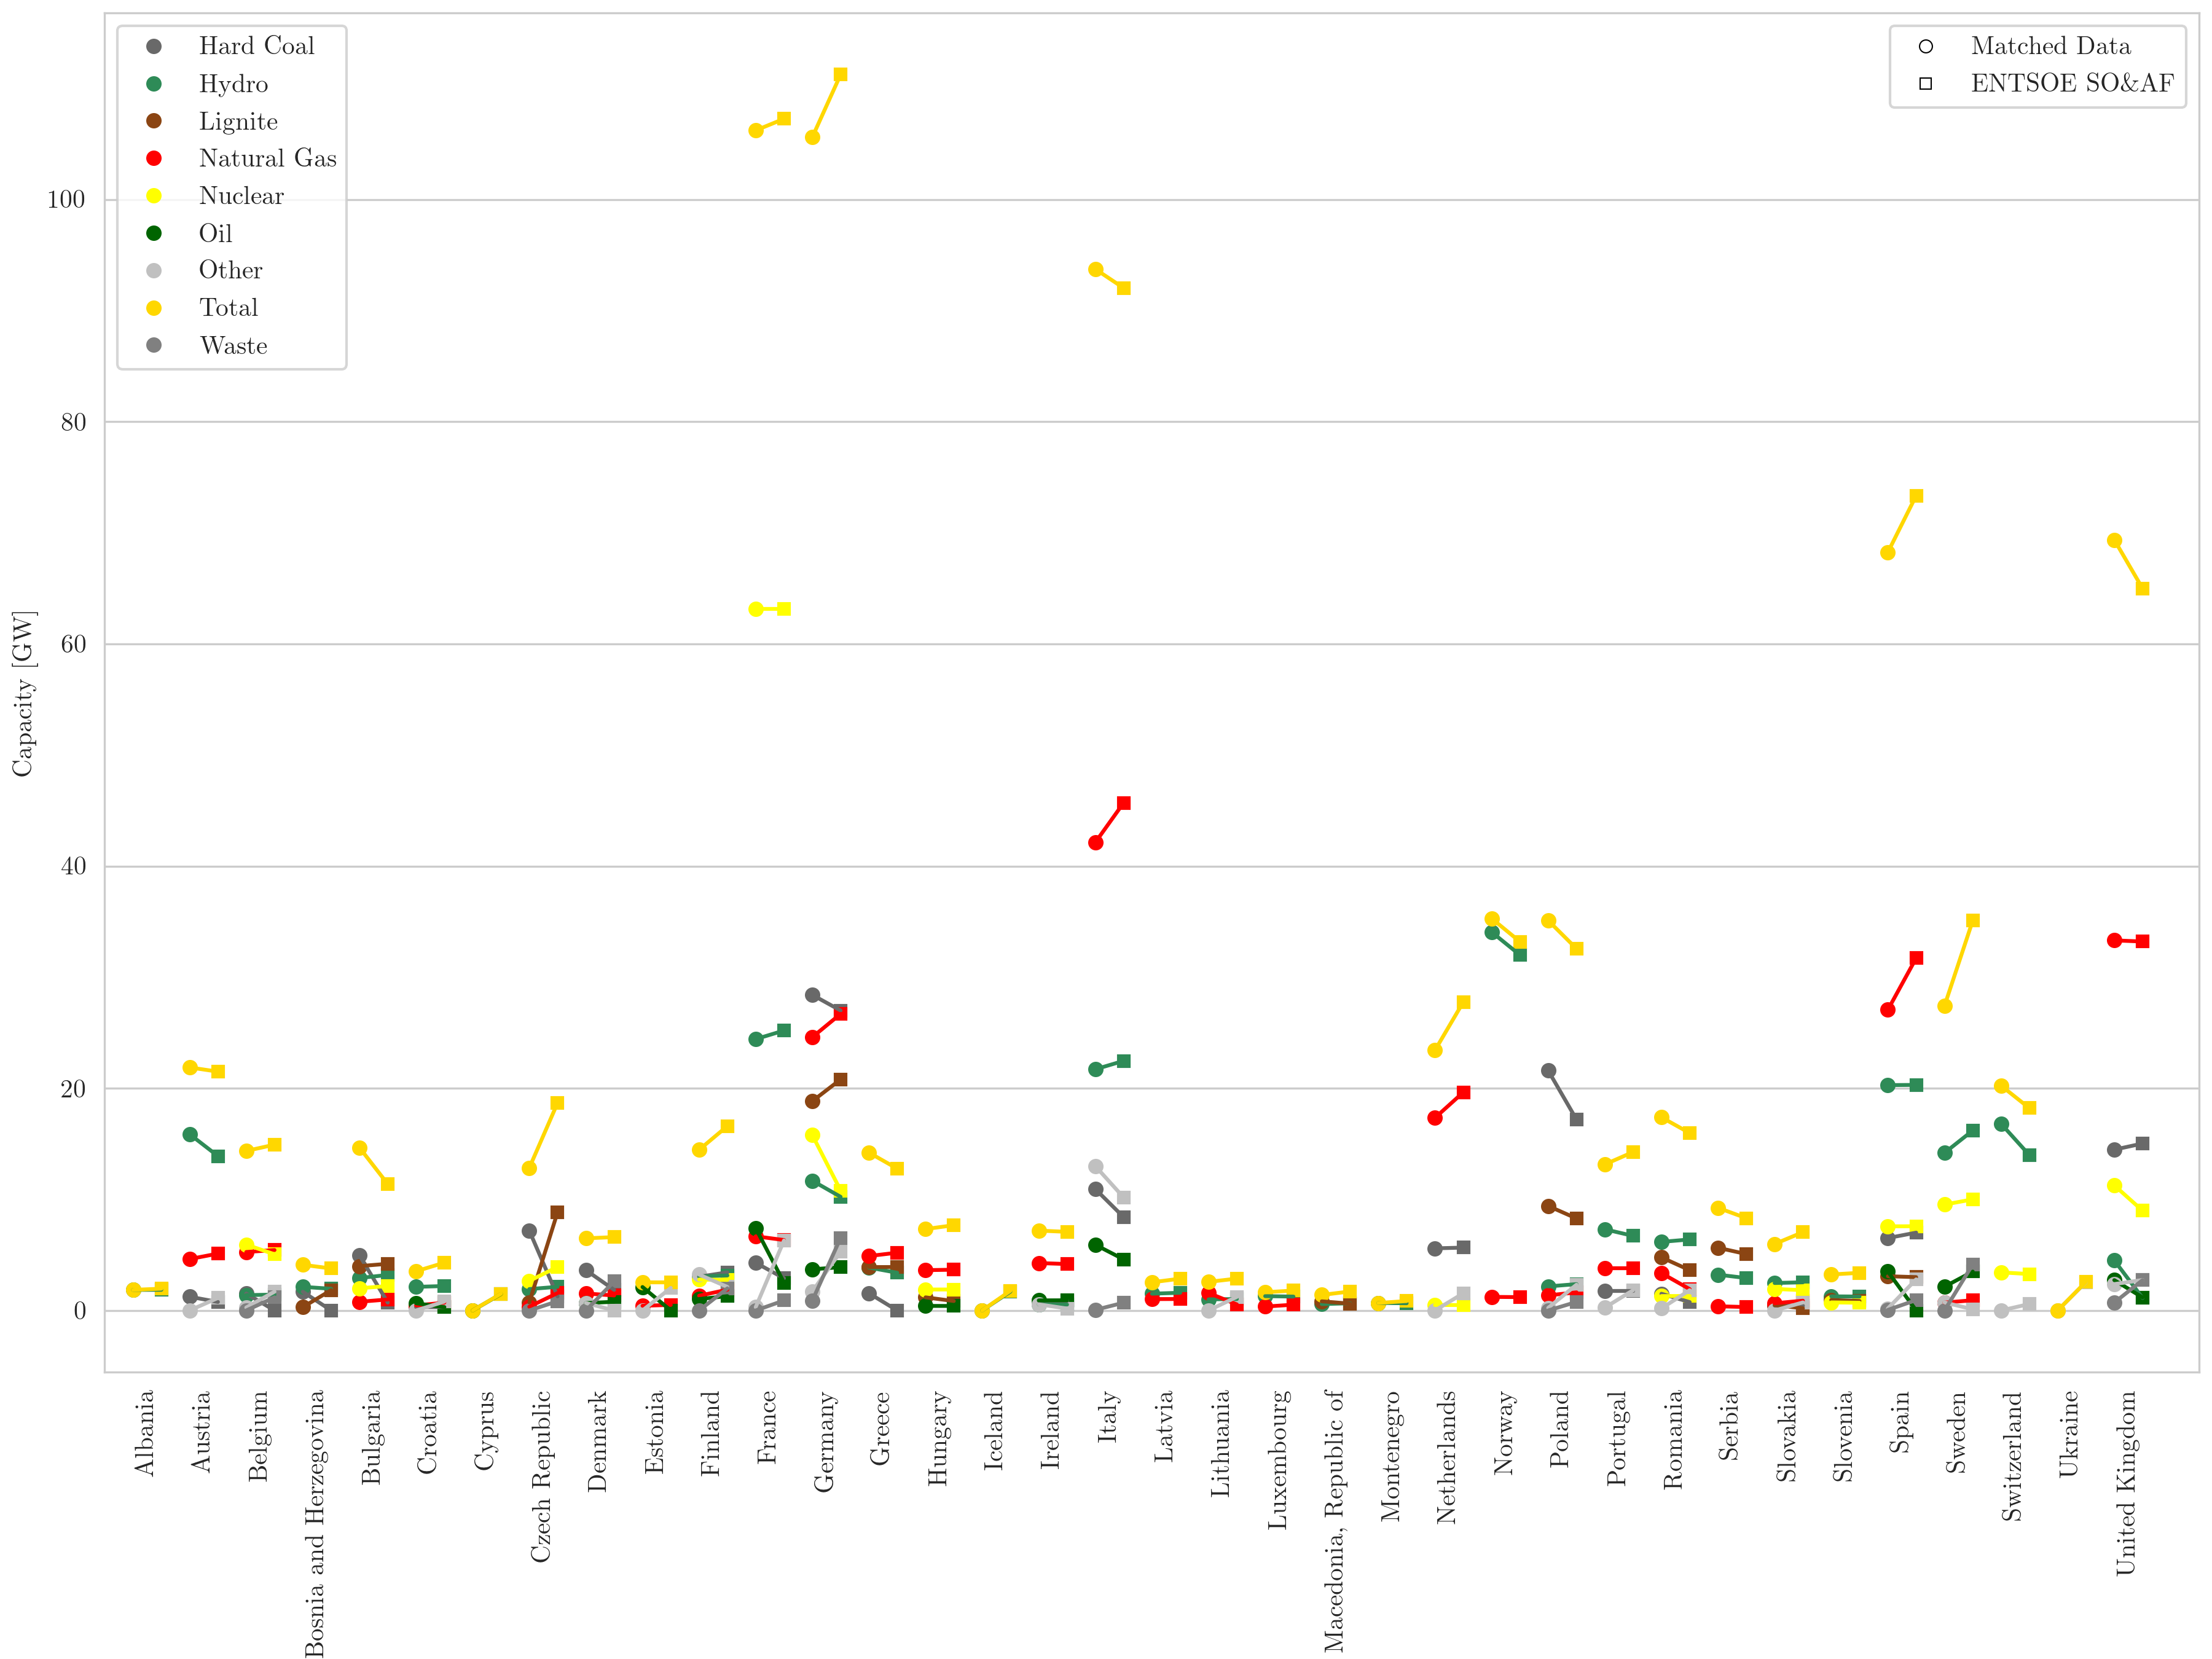 Hard Coal
Hydro
Lignite
Natural Gas
Nuclear
Oil
Other
Total
Waste
Matched Data
ENTSOE SO&AF
Capacity [GW]
100
80
60
40
20
0
Albania
Austria
Belgium
Bosnia and Herzegovina
Bulgaria
Croatia
Cyprus
Czech Republic
Denmark
Estonia
Finland
France
Germany
Greece
Hungary
Iceland
Ireland
Italy
Latvia
Lithuania
Luxembourg
Macedonia, Republic of
Montenegro
Netherlands
Norway
Poland
Portugal
Romania
Serbia
Slovakia
Slovenia
Spain
Sweden
Switzerland
Ukraine
United Kingdom